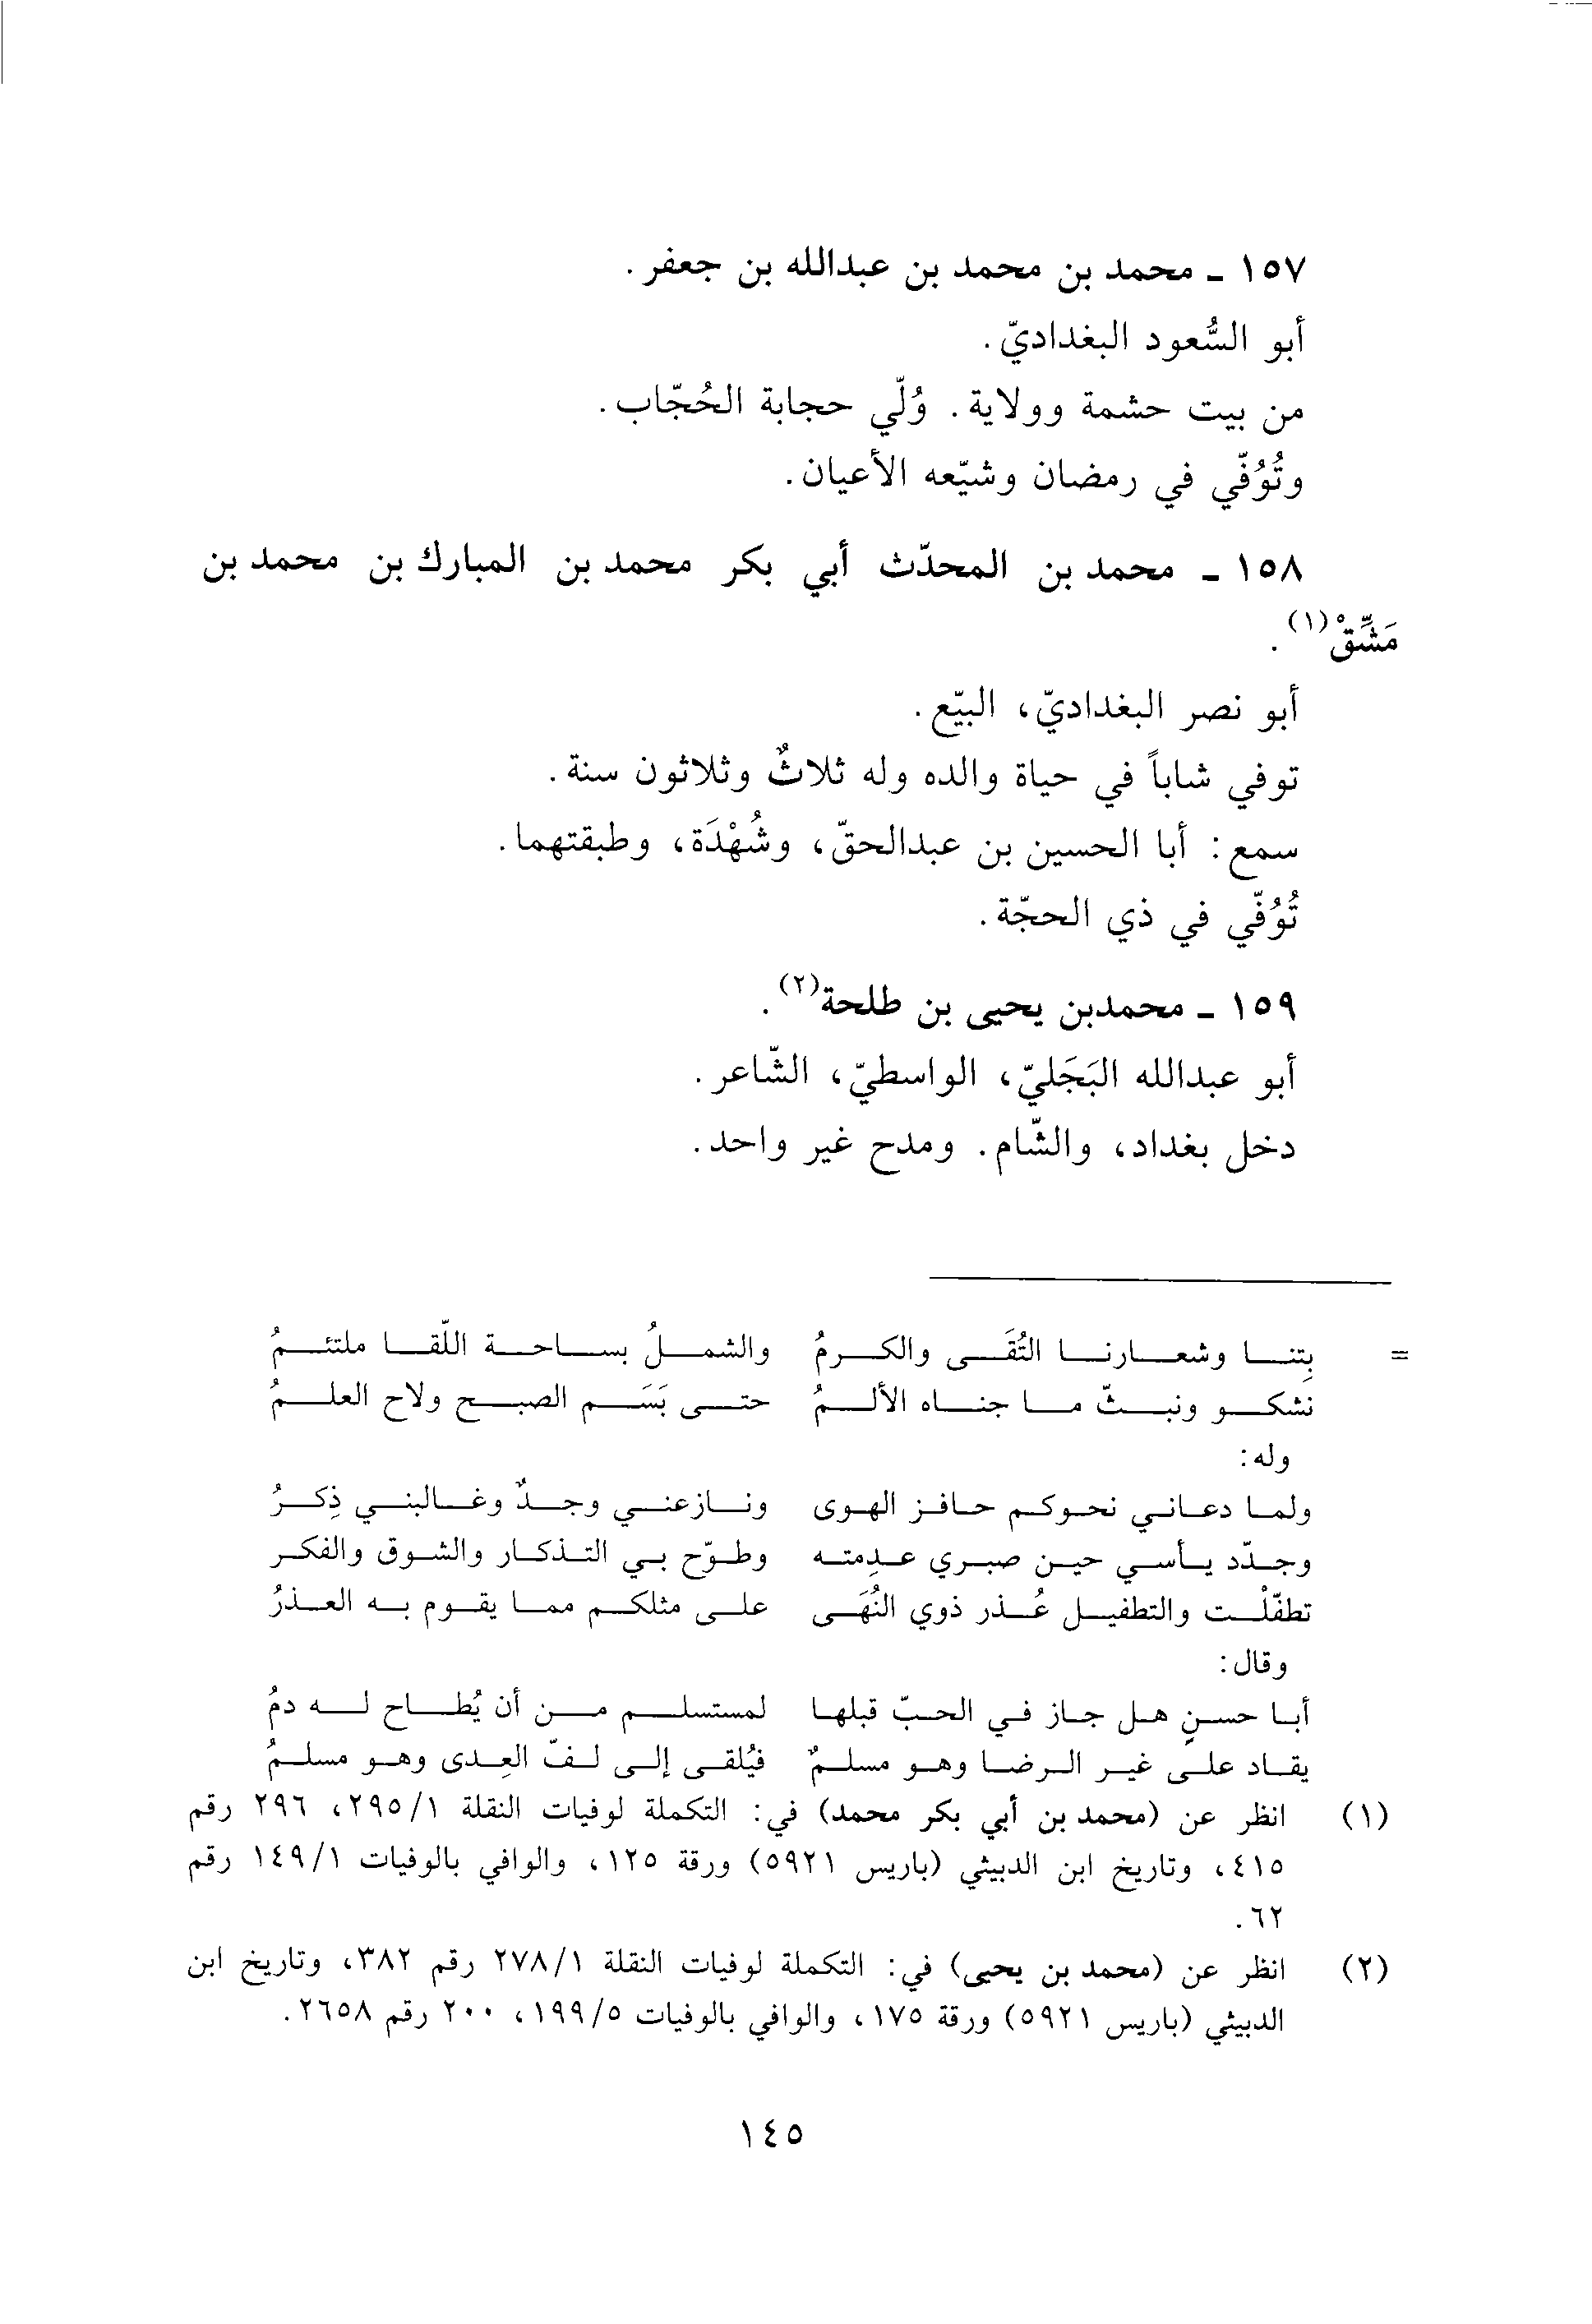 ١٥٧ ـ محمد بن محمد بن عبدالله بن جعفر.
أبو السُّعود البغداديّ.
من بيت حشمة وولاية. وُلّي حجابة الحُجّاب.
وتُوُفّي في رمضان وشيّعه الأعيان.
١٥٨ ـ محمد بن المحدّث أبي بكر محمد بن المبارك بن محمد بن
مَشِّقْ(١).
أبو نصر البغداديّ، البيّع.
توفي شاباً في حياة والده وله ثلاثٌ وثلاثون سنة.
سمع: أبا الحسين بن عبدالحقّ، وشُهْدَة، وطبقتهما.
تُوُفّي في ذي الحجّة.
١٥٩ ـ محمدبن يحيى بن طلحة(٢).
أبو عبدالله البَجَليّ، الواسطيّ، الشّاعر.
دخل بغداد، والشّام. ومدح غير واحد.
= بِتنا وشعارنا التُقَى والكرمُ والشملُ بساحة اللّقا ملتئمُ
نشكو ونبثّ ما جناه الألمُ حتى بَسَم الصبح ولاح العلمُ
وله:
ولما دعاني نحوكم حافز الهوى ونازعني وجدٌ وغالبني ذِكرُ
وجدّد يأسي حين صبري عدِمته وطوّح بي التذكار والشوق والفكر
تطفّلْت والتطفيل عُذر ذوي النُهَى على مثلكم مما يقوم به العذرُ
وقال:
أبا حسنٍ هل جاز في الحبّ قبلها لمستسلم من أن يُطاح له دمُ
يقاد على غير الرضا وهو مسلمٌ فيُلقى إلى لفّ العِدى وهو مسلمُ
(١) انظر عن (محمد بن أبي بكر محمد) في: التكملة لوفيات النقلة ٢٩٥/١، ٢٩٦ رقم
٤١٥، وتاريخ ابن الدبيثي (باريس ٥٩٢١) ورقة ١٢٥، والوافي بالوفيات ١٤٩/١ رقم
٦٢.
(٢) انظر عن (محمد بن يحيى) في: التكملة لوفيات النقلة ٢٧٨/١ رقم ٣٨٢، وتاريخ ابن
الدبيثي (باريس ٥٩٢١) ورقة ١٧٥، والوافي بالوفيات ١٩٩/٥، ٢٠٠ رقم ٢٦٥٨.
١٤٥